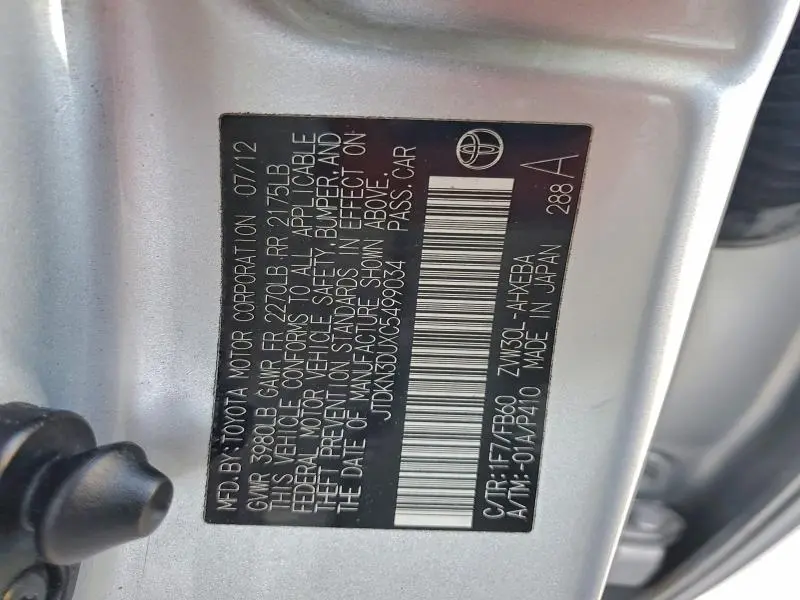 MFD. BY: TOYOTA MOTOR CORPORATION 07/12
GVWR 3980LB GAWR FR 2270LB RR 2175LB
THIS VEHICLE CONFORMS TO ALL APPLICABLE
FEDERAL MOTOR VEHICLE SAFETY, BUMPER, AND
THEFT PREVENTION STANDARDS IN EFFECT ON
THE DATE OF MANUFACTURE SHOWN ABOVE.
JTDKN3DUXC5499034 PASS. CAR
C/TR: 1F7/FB60 ZVW30L-AHXEBA
A/TM: -01A/P410 MADE IN JAPAN 288 A